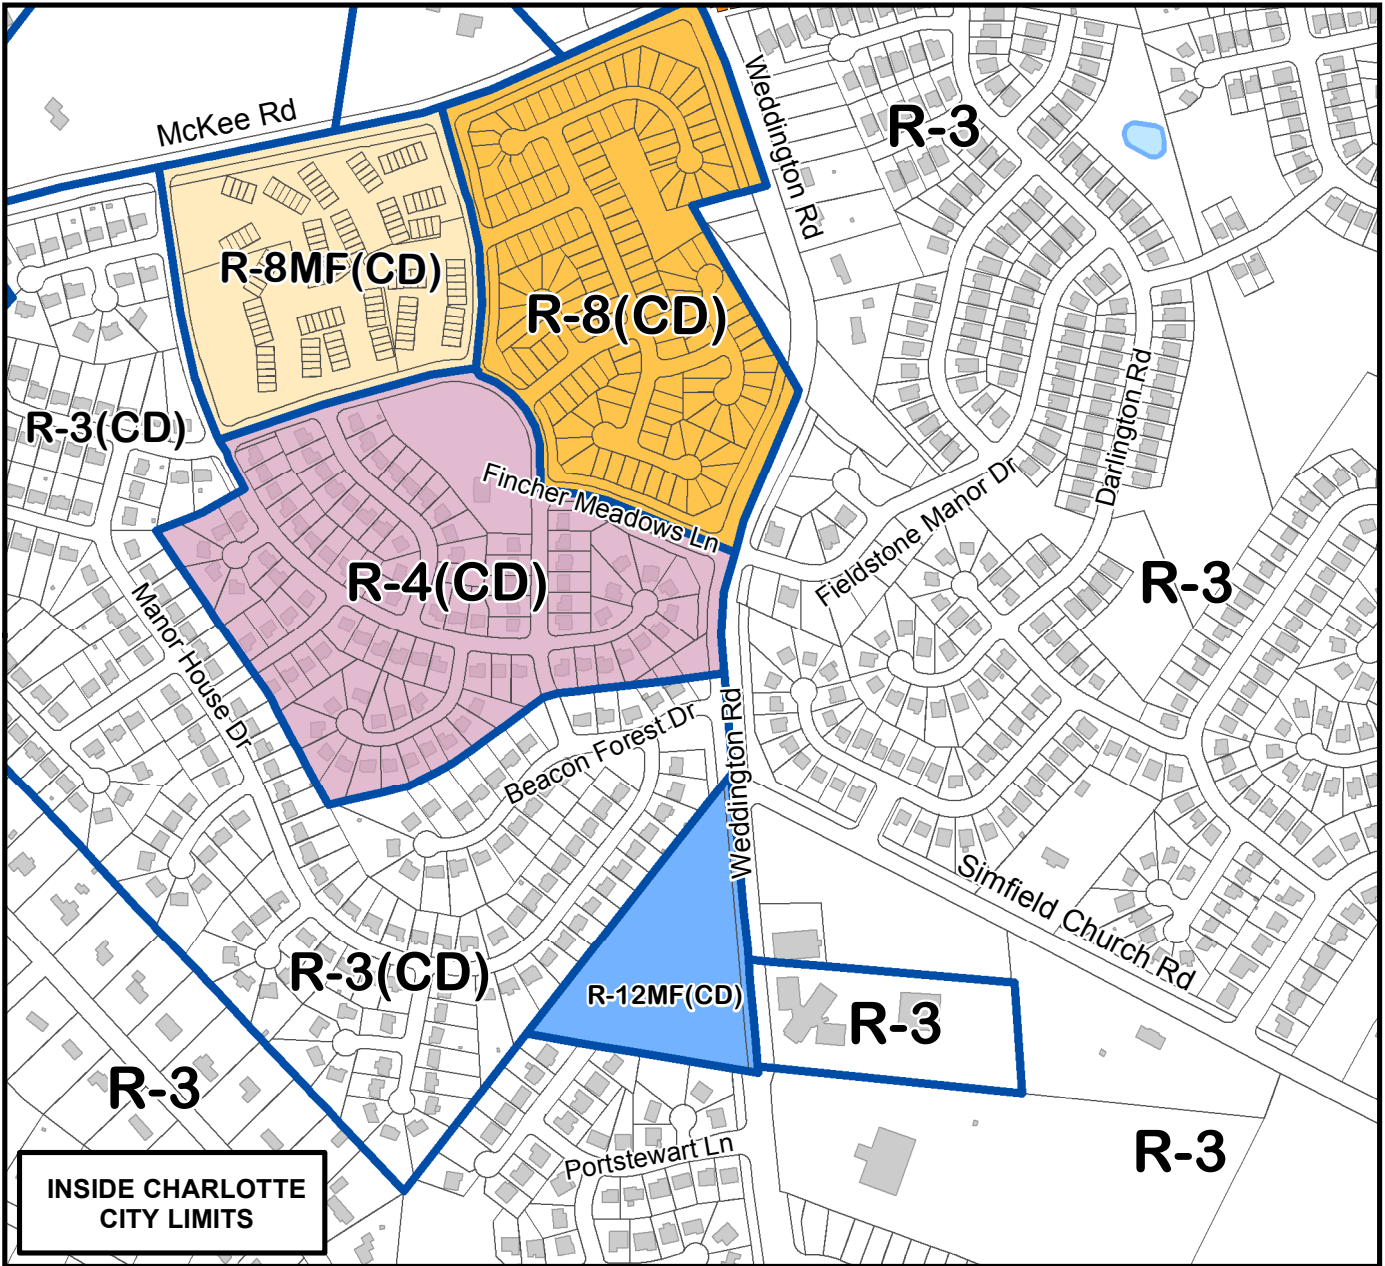 McKee Rd
Weddington Rd
R-3
R-8MF(CD)
R-8(CD)
R-3(CD)
Darlington Rd
Fincher Meadows Ln
Fieldstone Manor Dr
R-4(CD)
R-3
Manor House Dr
Beacon Forest Dr
Weddington Rd
Simfield Church Rd
R-3(CD)
R-12MF(CD)
R-3
R-3
Portstewart Ln
R-3
INSIDE CHARLOTTE
CITY LIMITS